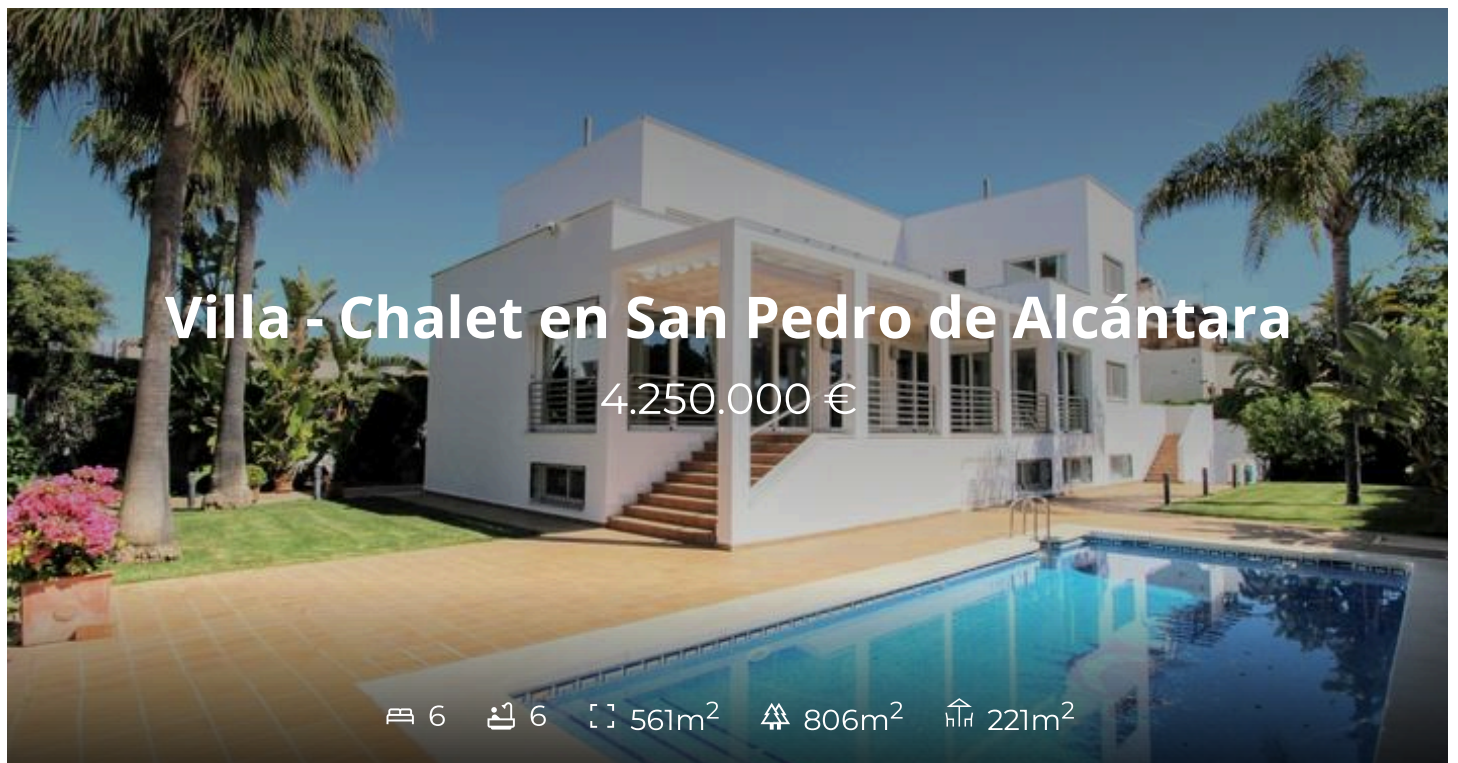 Villa - Chalet en San Pedro de Alcántara
4.250.000 €
6 6 561m² 806m² 221m²